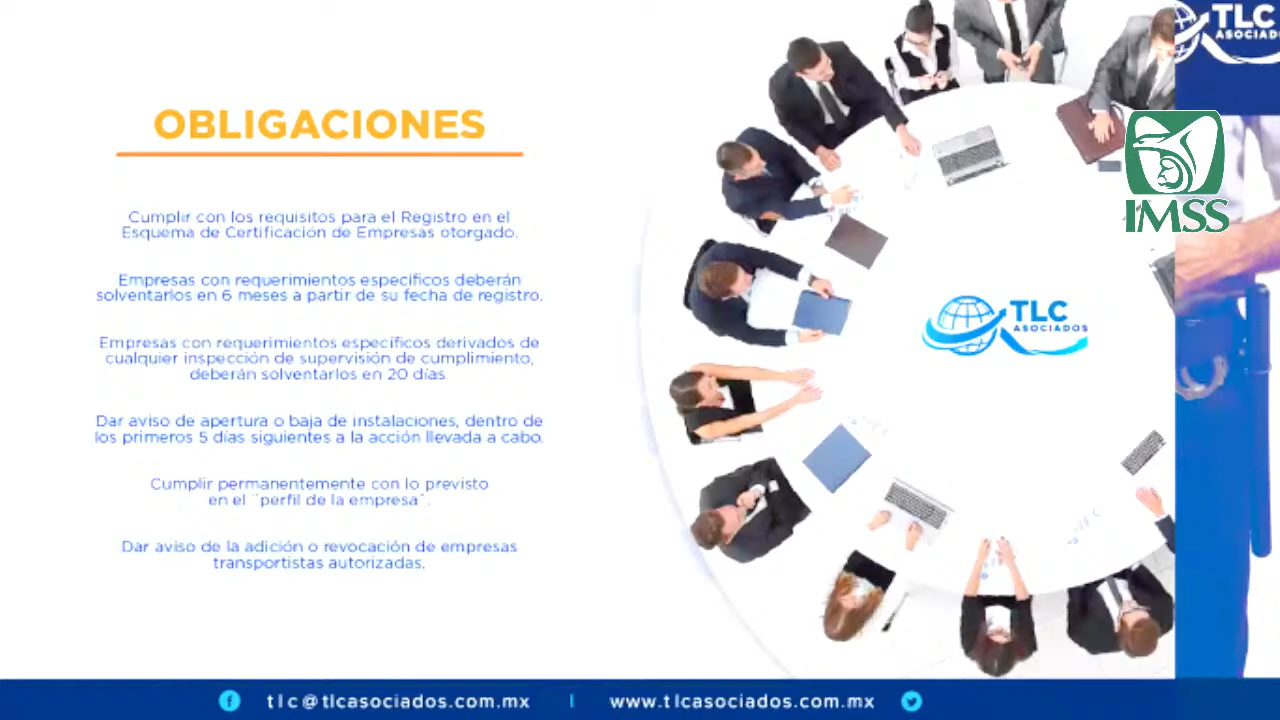 TLC
ASOCIAD
OBLIGACIONES
IMSS
Cumplir con los requisitos para el Registro en el
Esquema de Certificación de Empresas otorgado.
Empresas con requerimientos específicos deberán
solventarlos en 6 meses a partir de su fecha de registro.
TLC
ASOCIADOS
Empresas con requerimientos específicos derivados de
cualquier inspección de supervisión de cumplimiento,
deberán solventarlos en 20 días.
Dar aviso de apertura o baja de instalaciones, dentro de
los primeros 5 días siguientes a la acción llevada a cabo.
Cumplir permanentemente con lo previsto
en el ¨perfil de la empresa¨.
Dar aviso de la adición o revocación de empresas
transportistas autorizadas.
tlc@tlcasociados.com.mx | www.tlcasociados.com.mx